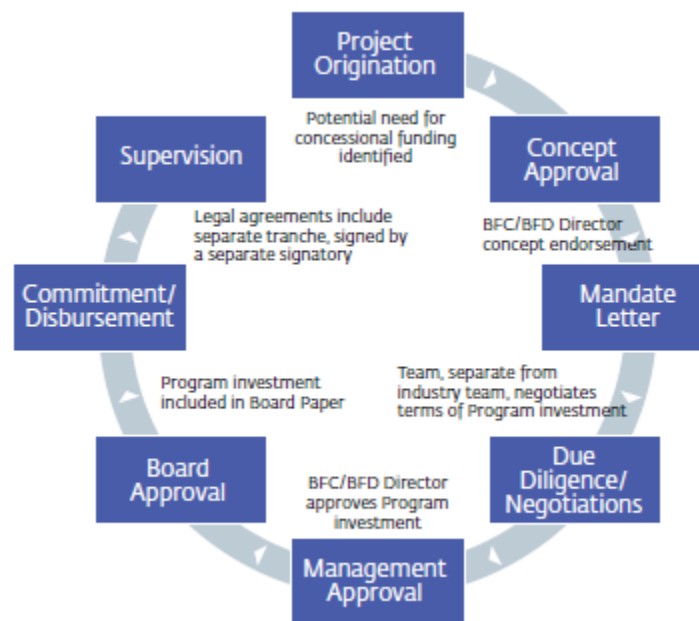 Project
Origination
Potential need for
concessional funding
identified
Concept
Approval
BFC/BFD Director
concept endorsement
Mandate
Letter
Team, separate from
industry team, negotiates
terms of Program investment
Due
Diligence/
Negotiations
BFC/BFD Director
approves Program
investment
Management
Approval
Board
Approval
Program investment
included in Board Paper
Commitment/
Disbursement
Legal agreements include
separate tranche, signed by
a separate signatory
Supervision